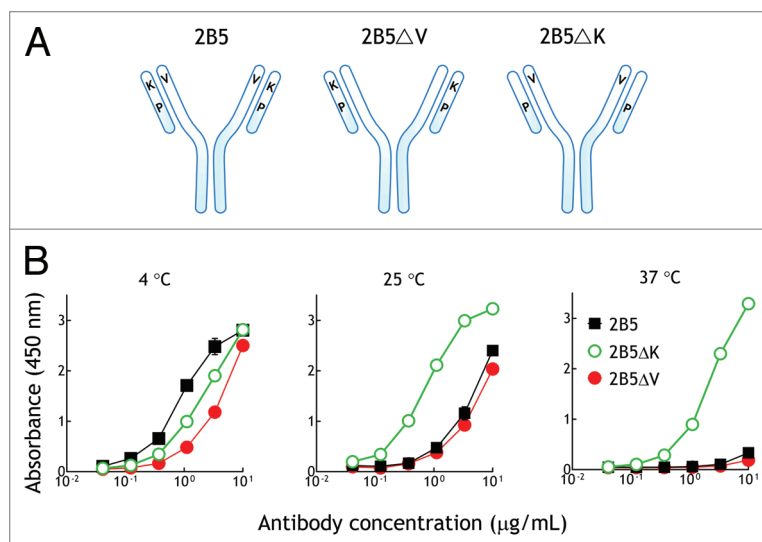 A
2B5
2B5△V
2B5△K
K V V K
P P
K K
P P
V V
P P
B
4 °C
25 °C
37 °C
Absorbance (450 nm)
3
2
1
0
10-2 10-1 100 101
3
2
1
0
10-2 10-1 100 101
3
2
1
0
10-2 10-1 100 101
2B5
2B5ΔK
2B5ΔV
Antibody concentration (μg/mL)